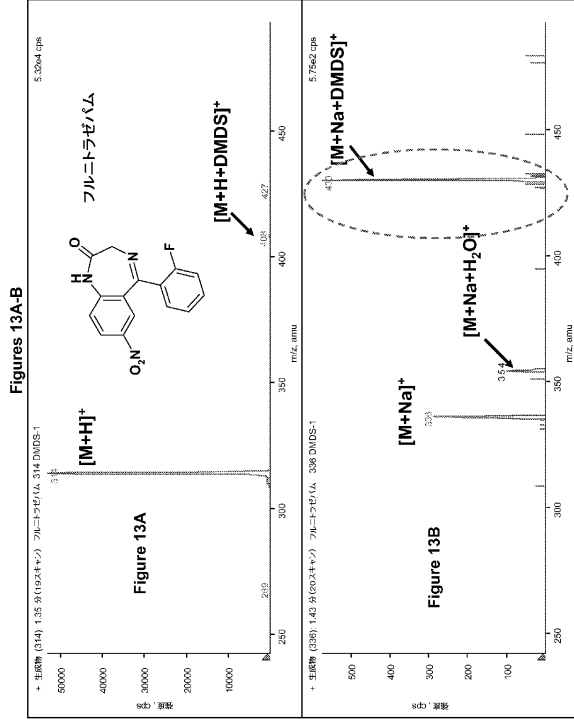 Figures 13A-B
+ 生成物 (314): 1.35 分(19スキャン) フルニトラゼパム 314 DMDS-1
5.32e4 cps
[M+H]⁺
314
フルニトラゼパム
H
N
O
N
F
O₂N
[M+H+DMDS]⁺
408
427
Figure 13A
269
50000
40000
30000
20000
10000
0
強度, cps
250
300
350
400
450
m/z, amu
+ 生成物 (336): 1.43 分(20スキャン) フルニトラゼパム 336 DMDS-1
5.75e2 cps
[M+Na+DMDS]⁺
430
[M+Na]⁺
336
[M+Na+H₂O]⁺
354
Figure 13B
500
400
300
200
100
強度, cps
250
300
350
400
450
m/z, amu